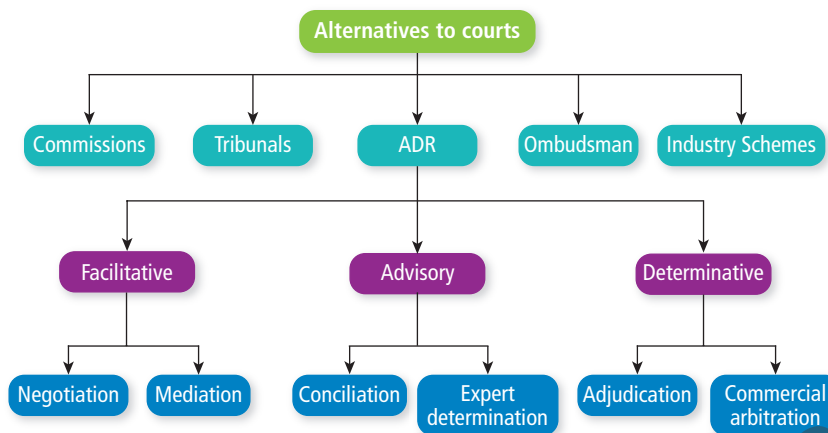 Alternatives to courts
Commissions
Tribunals
ADR
Ombudsman
Industry Schemes
Facilitative
Advisory
Determinative
Negotiation
Mediation
Conciliation
Expert
determination
Adjudication
Commercial
arbitration